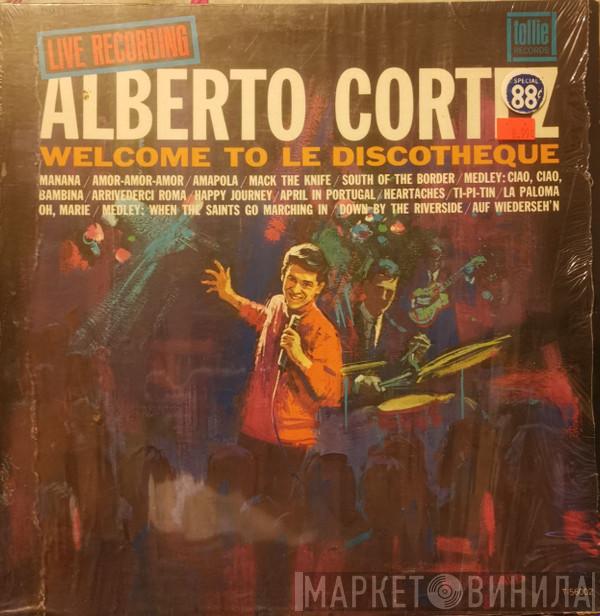 LIVE RECORDING
tollie
RECORDS
ALBERTO CORT Z
SPECIAL
88¢
WELCOME TO LE DISCOTHEQUE
MANANA / AMOR-AMOR-AMOR / AMAPOLA / MACK THE KNIFE / SOUTH OF THE BORDER / MEDLEY: CIAO, CIAO,
BAMBINA / ARRIVEDERCI ROMA / HAPPY JOURNEY / APRIL IN PORTUGAL / HEARTACHES / TI-PI-TIN / LA PALOMA
OH, MARIE / MEDLEY: WHEN THE SAINTS GO MARCHING IN / DOWN BY THE RIVERSIDE / AUF WIEDERSEH'N
T-56002
МАРКЕТ ВИНИЛА